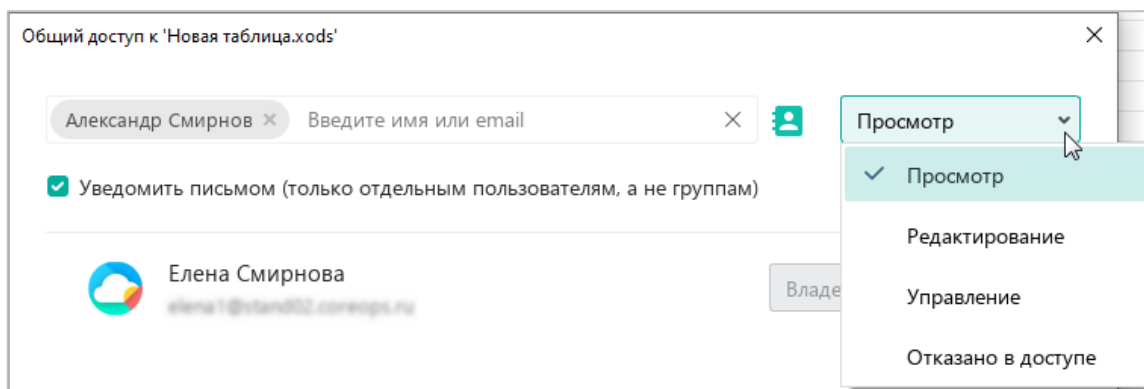 Общий доступ к 'Новая таблица.xods'
Александр Смирнов
Введите имя или email
Просмотр
Уведомить письмом (только отдельным пользователям, а не группам)
Просмотр
Редактирование
Управление
Отказано в доступе
Елена Смирнова
Владе